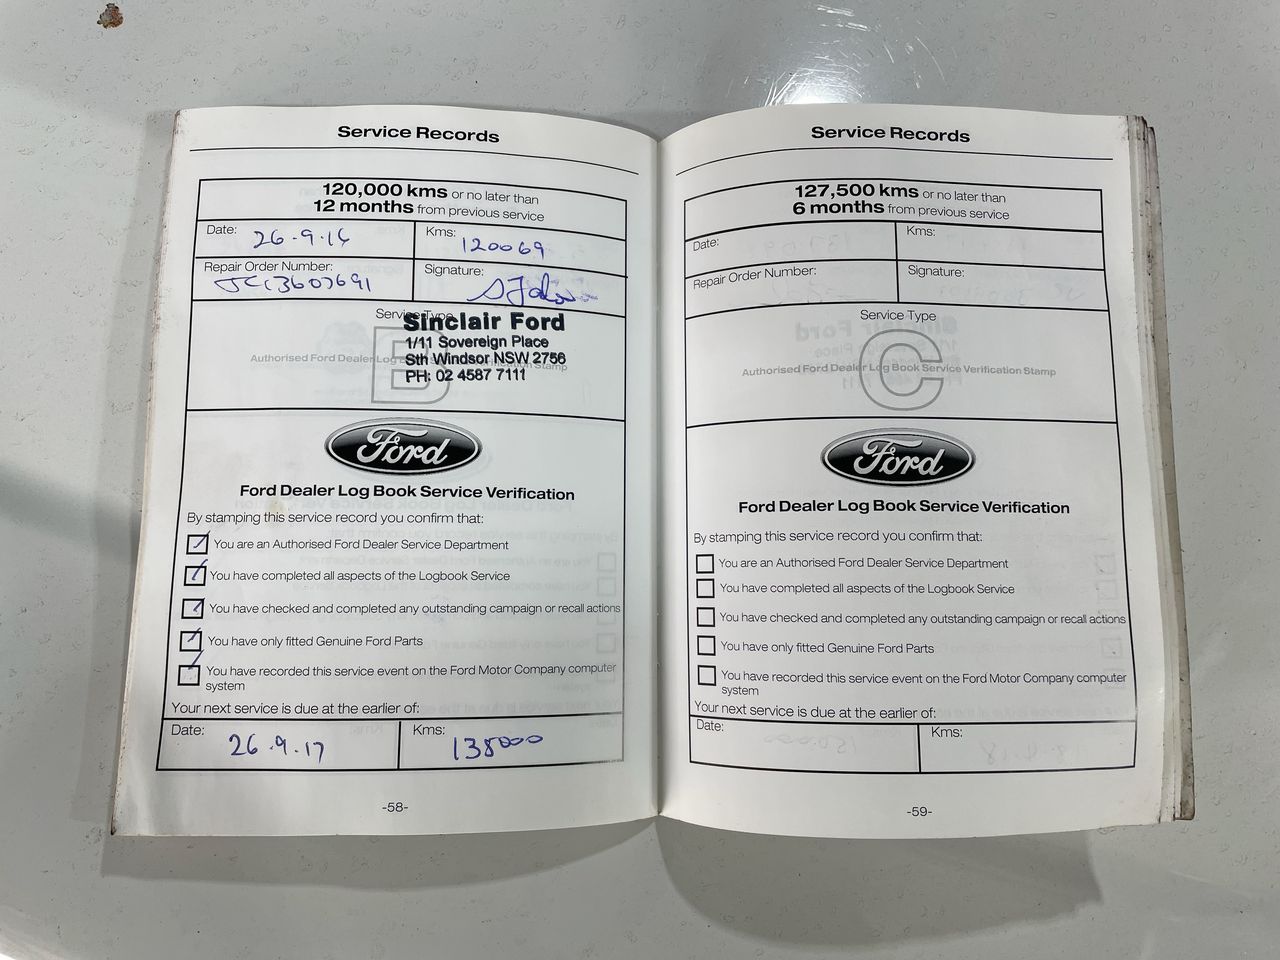 Service Records
120,000 kms or no later than
12 months from previous service
Date: 26.9.16
Kms: 120069
Repair Order Number:
JC13607691
Signature:
Service Type
B
Authorised Ford Dealer Log Book Service Verification Stamp
Sinclair Ford
1/11 Sovereign Place
Sth Windsor NSW 2756
PH: 02 4587 7111
Ford
Ford Dealer Log Book Service Verification
By stamping this service record you confirm that:
You are an Authorised Ford Dealer Service Department
You have completed all aspects of the Logbook Service
You have checked and completed any outstanding campaign or recall actions
You have only fitted Genuine Ford Parts
You have recorded this service event on the Ford Motor Company computer
system
Your next service is due at the earlier of:
Date: 26.9.17
Kms: 135000
-58-
Service Records
127,500 kms or no later than
6 months from previous service
Date:
Kms:
Repair Order Number:
Signature:
Service Type
C
Authorised Ford Dealer Log Book Service Verification Stamp
Ford
Ford Dealer Log Book Service Verification
By stamping this service record you confirm that:
You are an Authorised Ford Dealer Service Department
You have completed all aspects of the Logbook Service
You have checked and completed any outstanding campaign or recall actions
You have only fitted Genuine Ford Parts
You have recorded this service event on the Ford Motor Company computer
system
Your next service is due at the earlier of:
Date:
Kms:
-59-